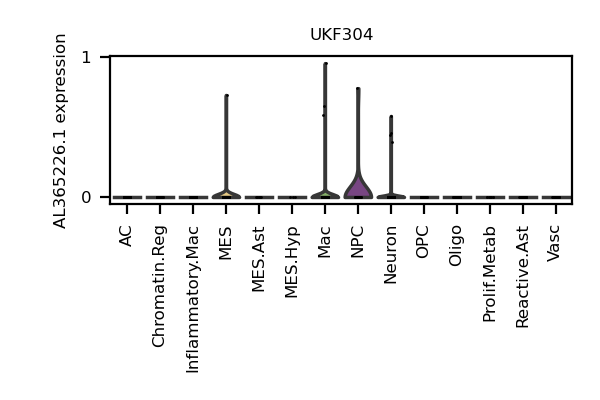 UKF304
AL365226.1 expression
1
0
AC
Chromatin.Reg
Inflammatory.Mac
MES
MES.Ast
MES.Hyp
Mac
NPC
Neuron
OPC
Oligo
Prolif.Metab
Reactive.Ast
Vasc